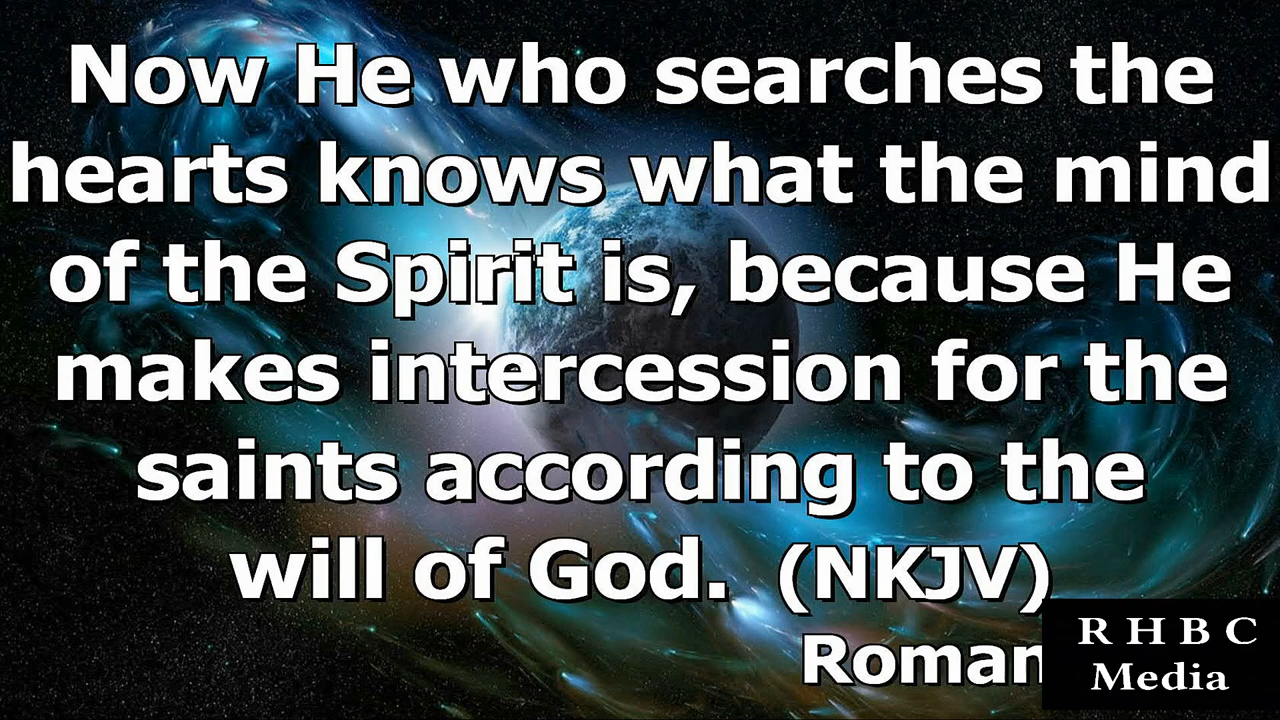 Now He who searches the
hearts knows what the mind
of the Spirit is, because He
makes intercession for the
saints according to the
will of God. (NKJV)
Roman
R H B C
Media